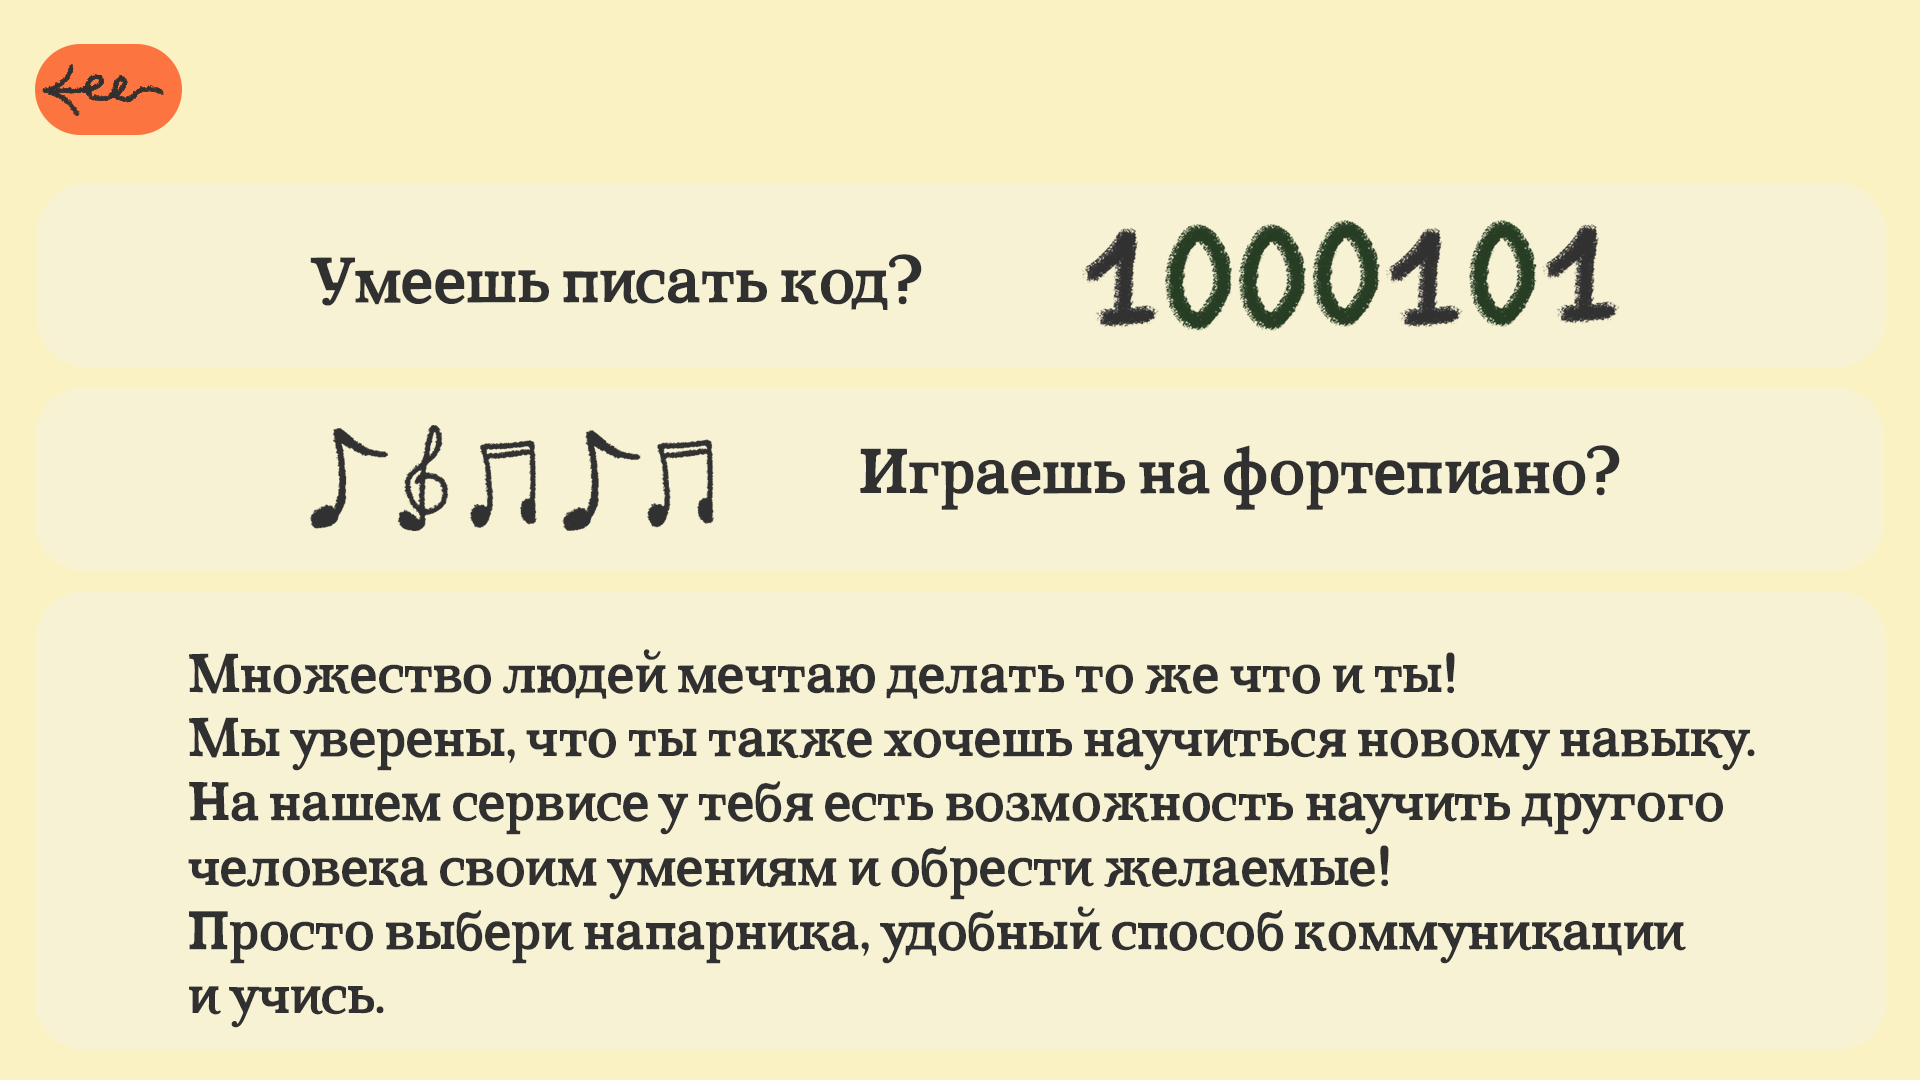 Умеешь писать код?
1000101
Играешь на фортепиано?
Множество людей мечтаю делать то же что и ты!
Мы уверены, что ты также хочешь научиться новому навыку.
На нашем сервисе у тебя есть возможность научить другого
человека своим умениям и обрести желаемые!
Просто выбери напарника, удобный способ коммуникации
и учись.